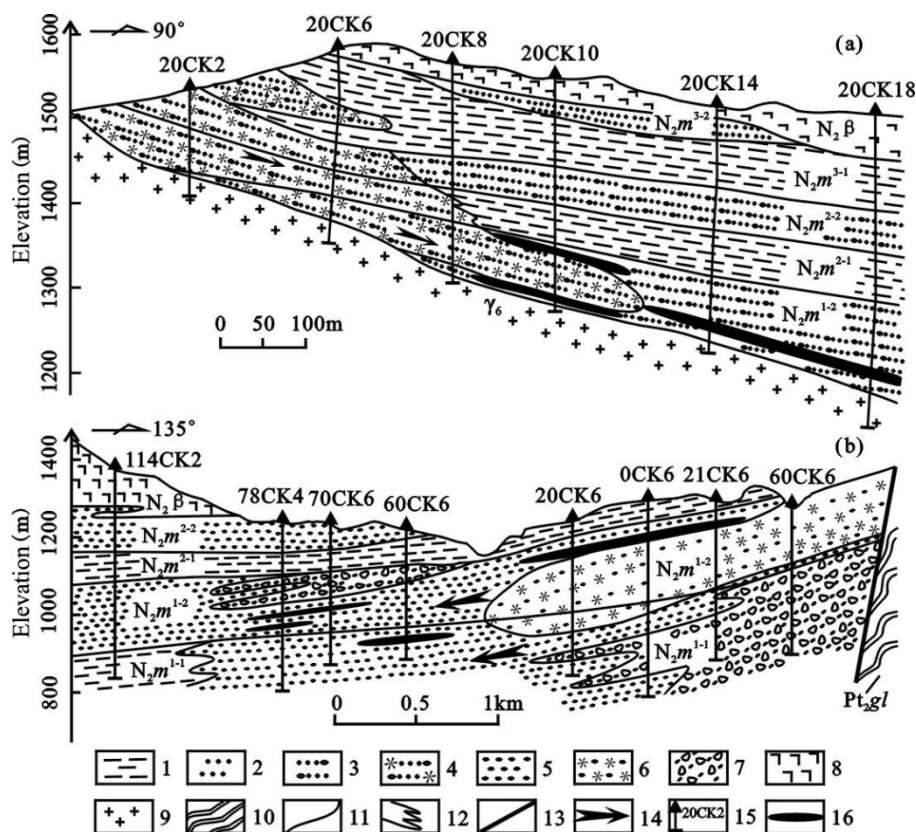 1600
90°
(a)
20CK6
20CK8
20CK10
20CK2
20CK14
20CK18
1500
1400
1300
1200
Elevation (m)
N₂m³⁻²
N₂β
N₂m³⁻¹
N₂m²⁻²
N₂m²⁻¹
N₂m¹⁻²
γ₆
0 50 100m
135°
(b)
1400
1200
1000
800
Elevation (m)
114CK2
78CK4
70CK6
60CK6
20CK6
0CK6
21CK6
60CK6
N₂β
N₂m²⁻²
N₂m²⁻¹
N₂m¹⁻²
N₂m¹⁻¹
N₂m¹⁻²
N₂m¹⁻¹
Pt₂gl
0 0.5 1km
1 2 3 4 5 6 7 8
9 10 11 12 13 14 20CK2 15 16